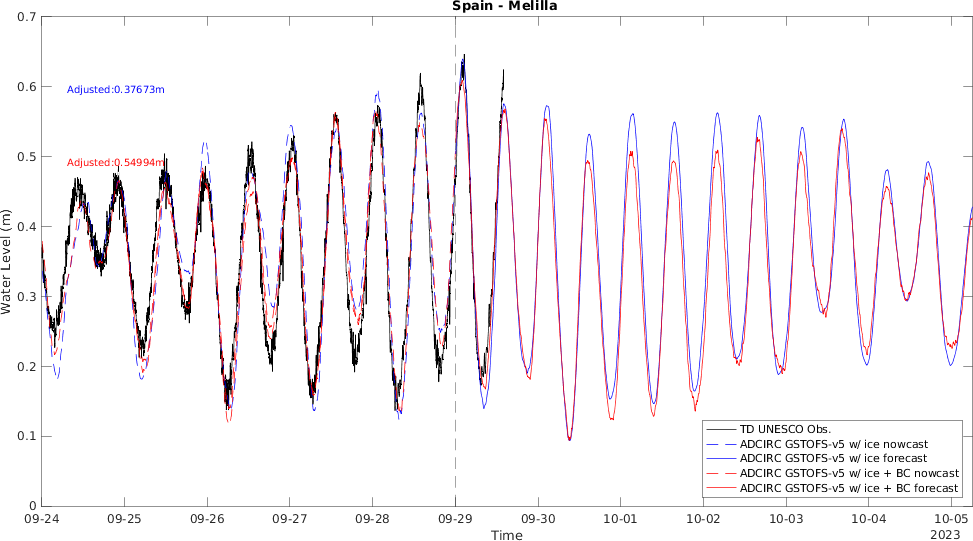 Spain - Melilla
0.7
0.6
0.5
0.4
0.3
0.2
0.1
0
Water Level (m)
Adjusted:0.37673m
Adjusted:0.54994m
TD UNESCO Obs.
ADCIRC GSTOFS-v5 w/ ice nowcast
ADCIRC GSTOFS-v5 w/ ice forecast
ADCIRC GSTOFS-v5 w/ ice + BC nowcast
ADCIRC GSTOFS-v5 w/ ice + BC forecast
09-24 09-25 09-26 09-27 09-28 09-29 09-30 10-01 10-02 10-03 10-04 10-05
Time
2023